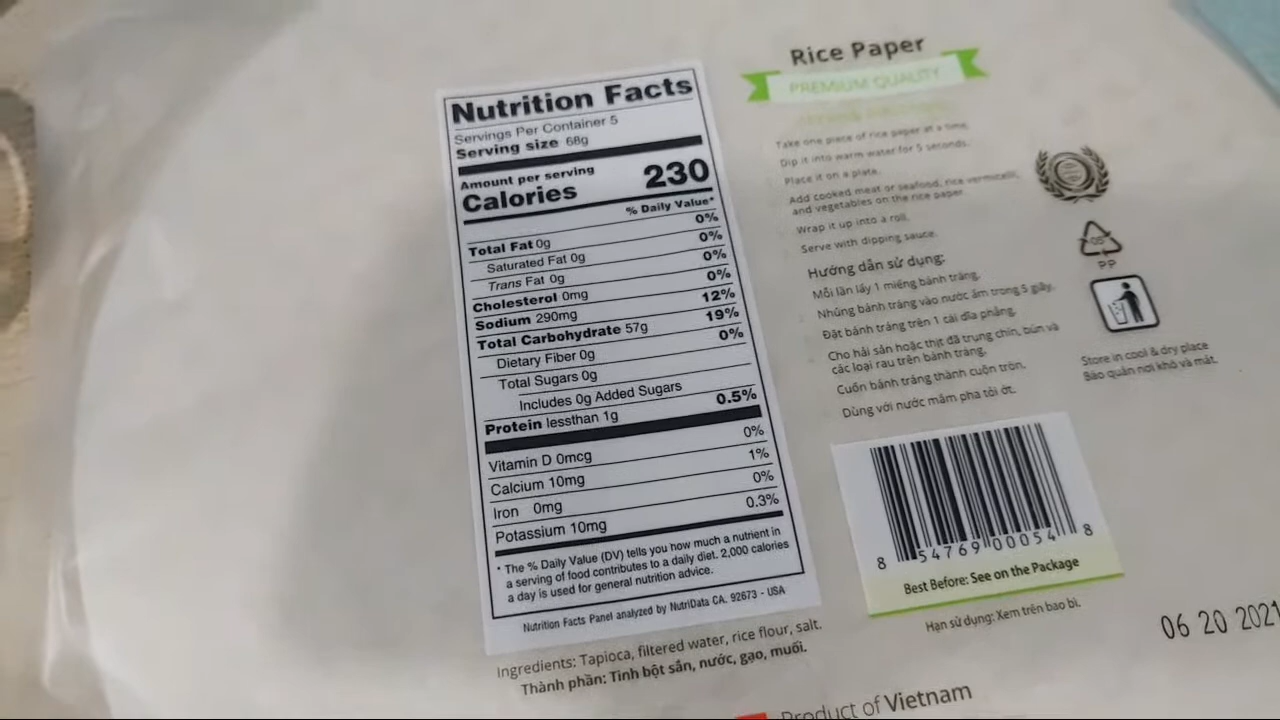 Nutrition Facts
Servings Per Container 5
Serving size 68g
Amount per serving
Calories 230
% Daily Value*
Total Fat 0g 0%
Saturated Fat 0g 0%
Trans Fat 0g 0%
Cholesterol 0mg 0%
Sodium 290mg 12%
Total Carbohydrate 57g 19%
Dietary Fiber 0g 0%
Total Sugars 0g
Includes 0g Added Sugars
Protein lessthan 1g 0.5%
Vitamin D 0mcg 0%
Calcium 10mg 1%
Iron 0mg 0%
Potassium 10mg 0.3%
* The % Daily Value (DV) tells you how much a nutrient in
a serving of food contributes to a daily diet. 2,000 calories
a day is used for general nutrition advice.
Nutrition Facts Panel analyzed by NutriData CA. 92673 - USA
Ingredients: Tapioca, filtered water, rice flour, salt.
Thành phần: Tinh bột sắn, nước, gạo, muối.
Rice Paper
PREMIUM QUALITY
Take one piece of rice paper at a time.
Dip it into warm water for 5 seconds.
Place it on a plate.
Add cooked meat or seafood, rice vermicelli,
and vegetables on the rice paper.
Wrap it up into a roll.
Serve with dipping sauce.
Hướng dẫn sử dụng:
Mỗi lần lấy 1 miếng bánh tráng.
Nhúng bánh tráng vào nước ấm trong 5 giây.
Đặt bánh tráng trên 1 cái dĩa phẳng.
Cho hải sản hoặc thịt đã trụng chín, bún và
các loại rau trên bánh tráng.
Cuốn bánh tráng thành cuộn tròn.
Dùng với nước mắm pha tỏi ớt.
05
PP
Store in cool & dry place
Bảo quản nơi khô và mát.
8 54769 00054 8
Best Before: See on the Package
Hạn sử dụng: Xem trên bao bì.
06 20 2021
Product of Vietnam